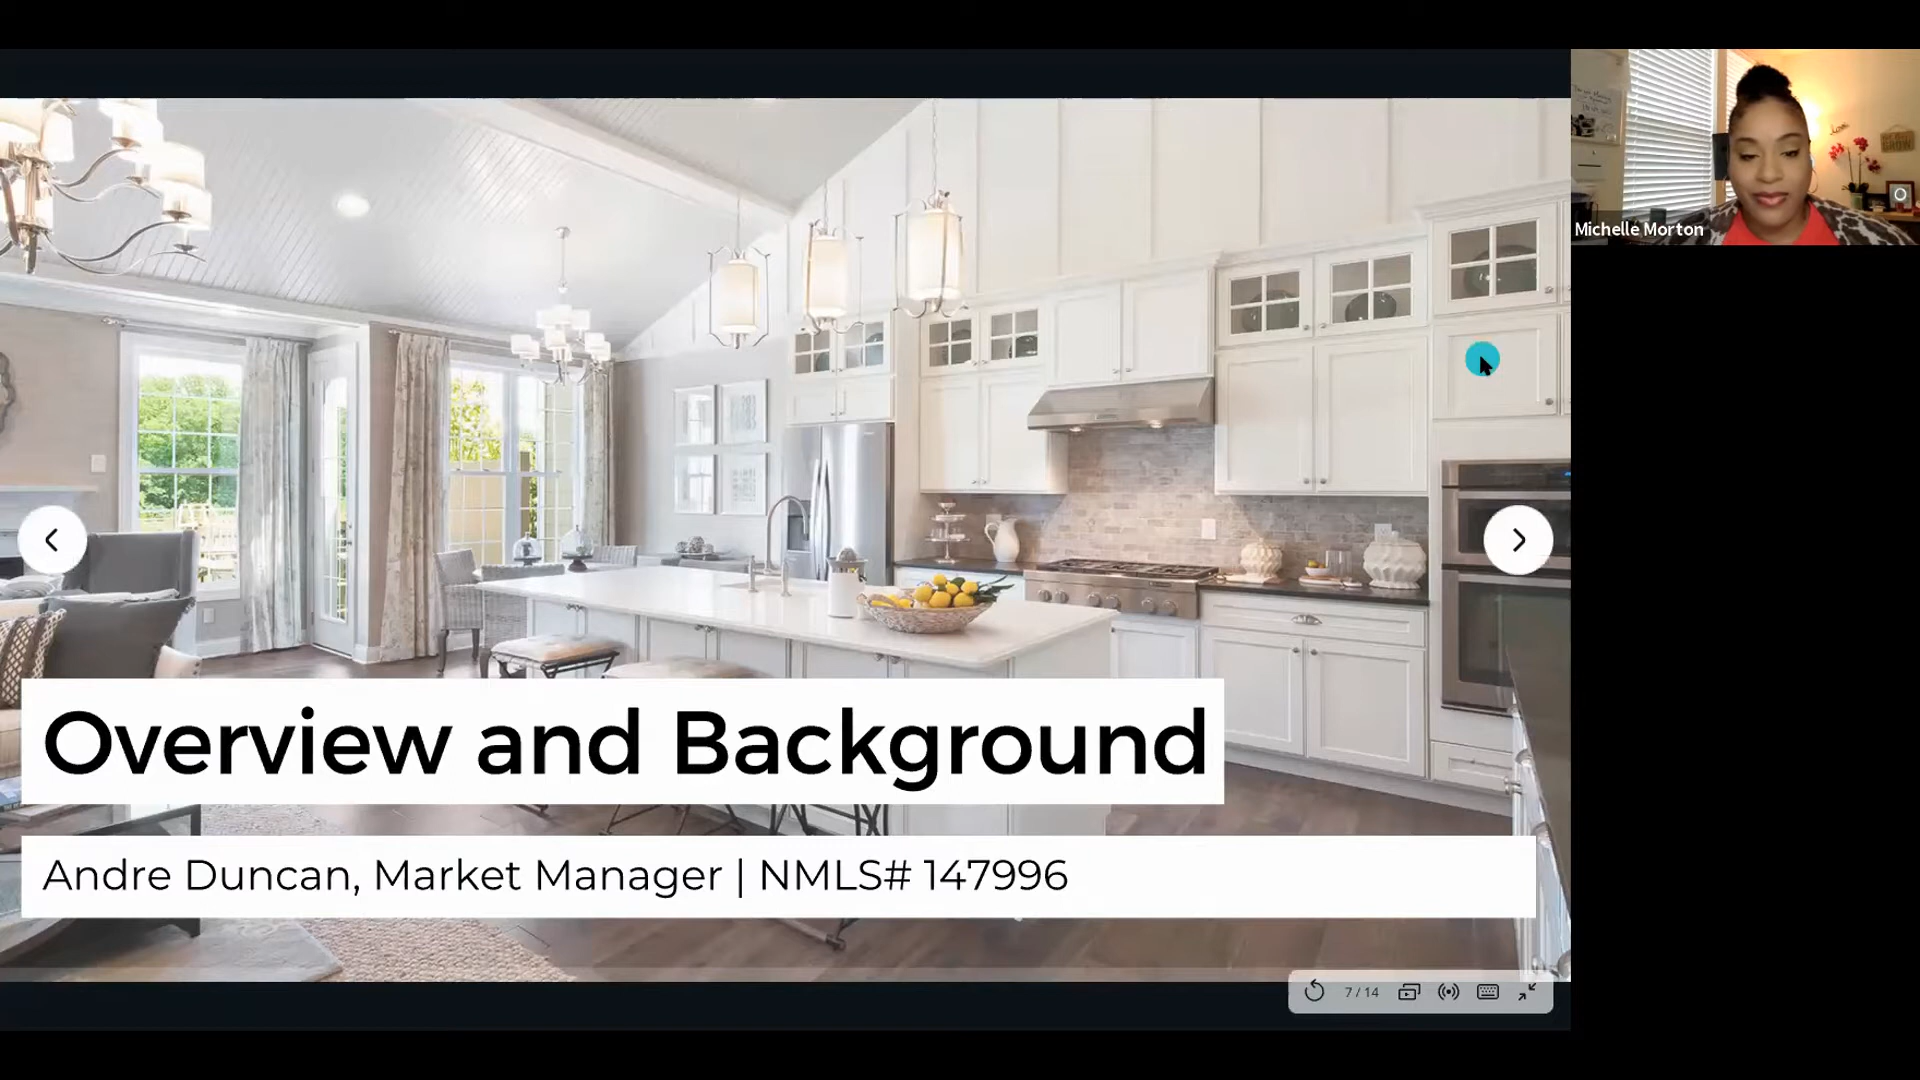 Michelle Morton
Overview and Background
Andre Duncan, Market Manager | NMLS# 147996
7 / 14